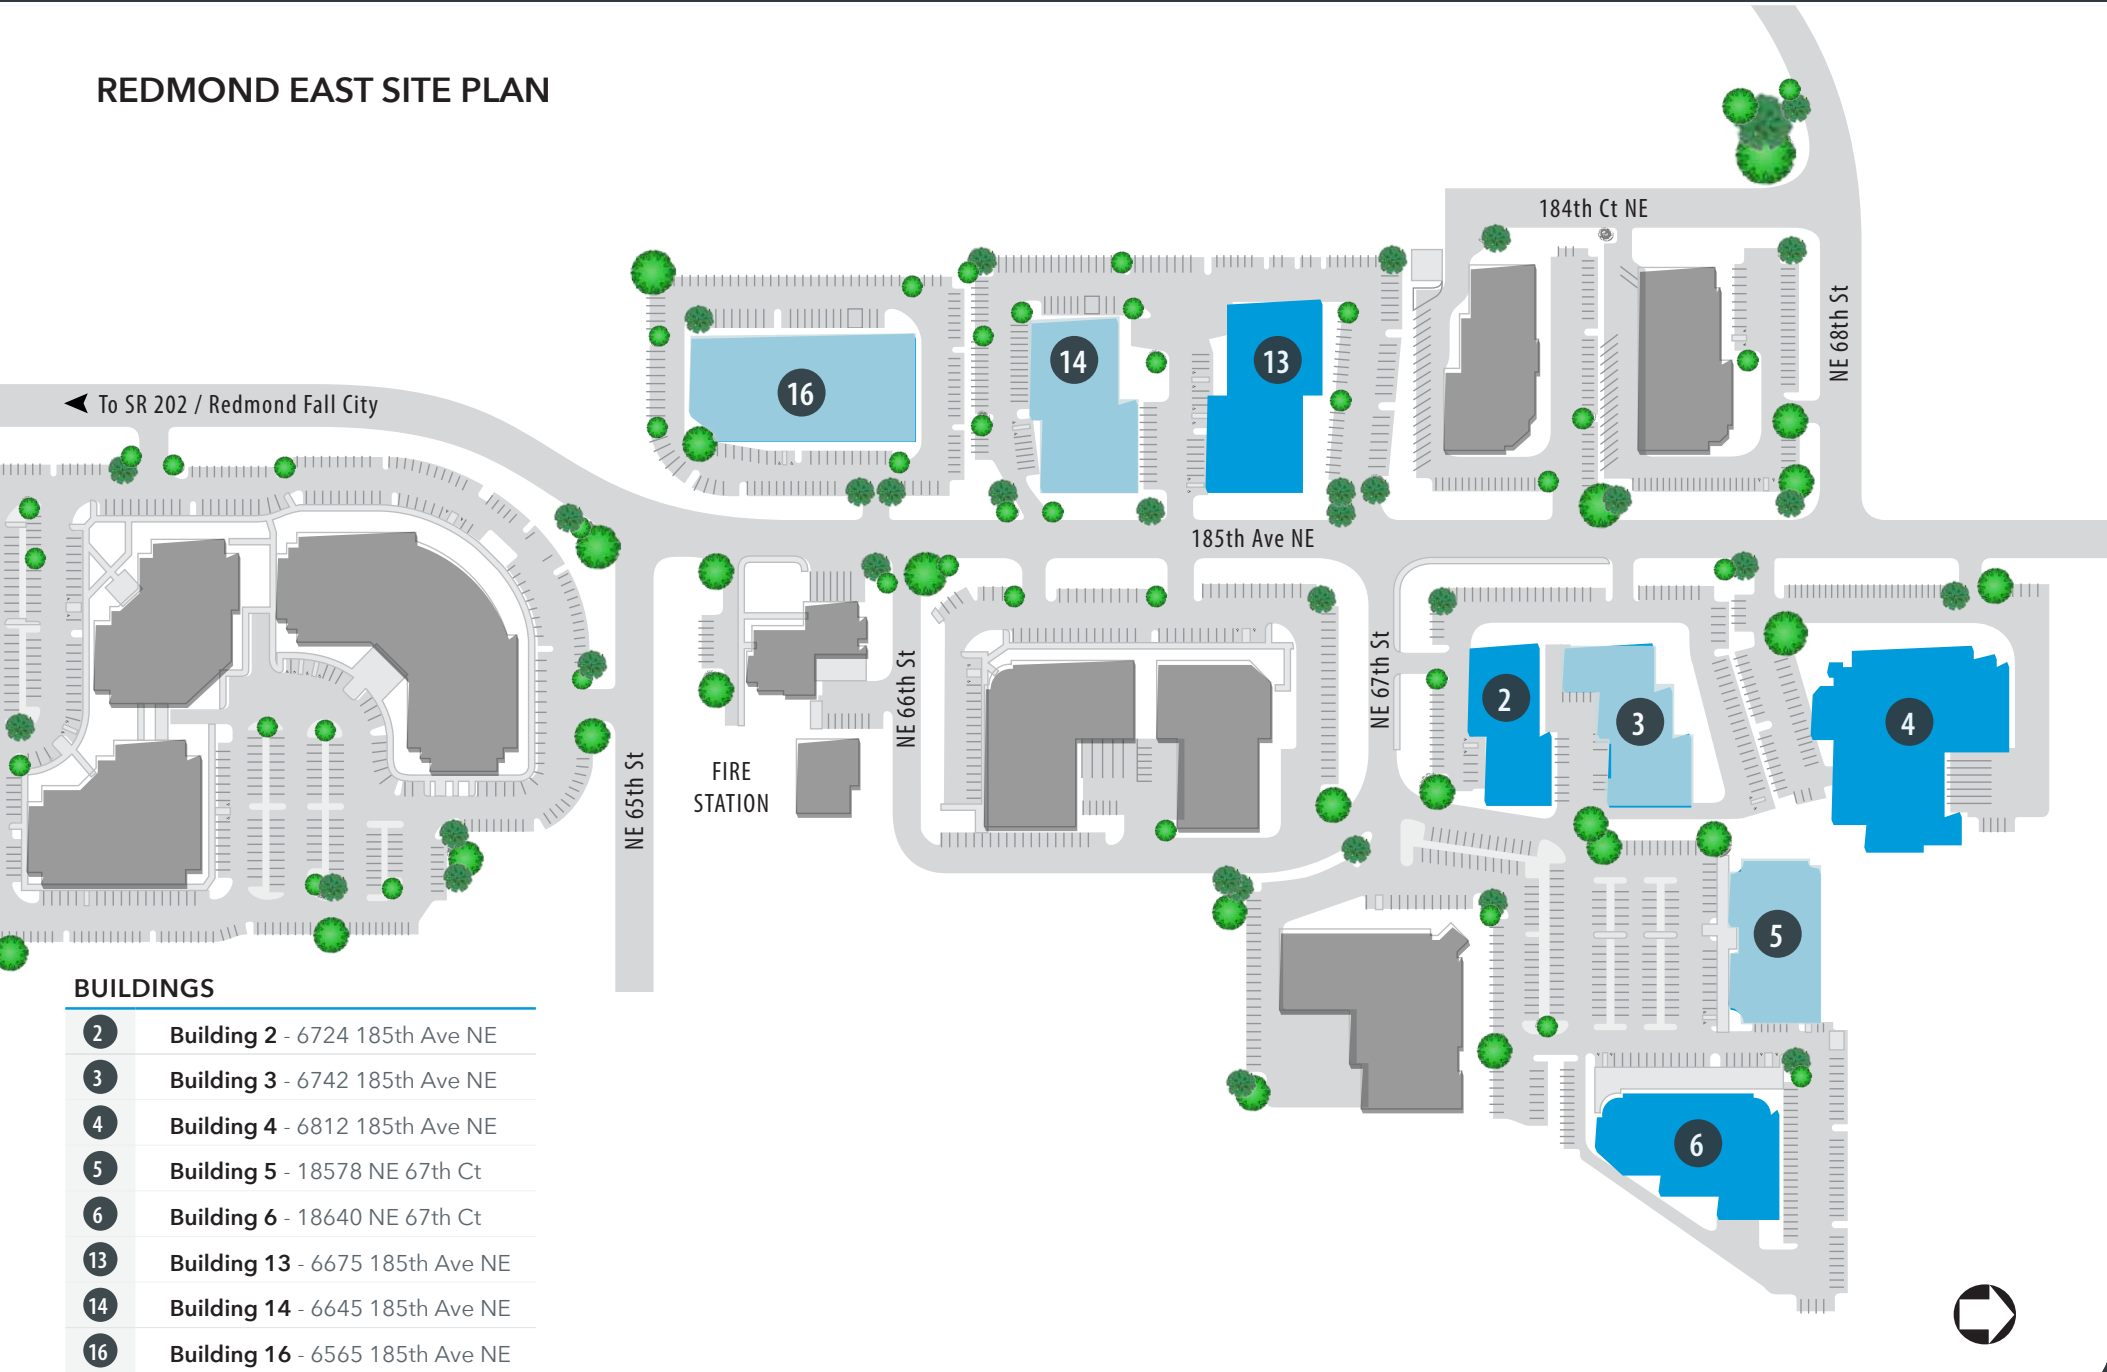 REDMOND EAST SITE PLAN
184th Ct NE
NE 68th St
16
14
13
To SR 202 / Redmond Fall City
185th Ave NE
NE 65th St
FIRE
STATION
NE 66th St
NE 67th St
2
3
4
5
6
BUILDINGS
2 Building 2 - 6724 185th Ave NE
3 Building 3 - 6742 185th Ave NE
4 Building 4 - 6812 185th Ave NE
5 Building 5 - 18578 NE 67th Ct
6 Building 6 - 18640 NE 67th Ct
13 Building 13 - 6675 185th Ave NE
14 Building 14 - 6645 185th Ave NE
16 Building 16 - 6565 185th Ave NE